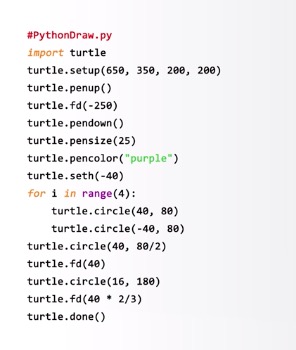 #PythonDraw.py
import turtle
turtle.setup(650, 350, 200, 200)
turtle.penup()
turtle.fd(-250)
turtle.pendown()
turtle.pensize(25)
turtle.pencolor("purple")
turtle.seth(-40)
for i in range(4):
    turtle.circle(40, 80)
    turtle.circle(-40, 80)
turtle.circle(40, 80/2)
turtle.fd(40)
turtle.circle(16, 180)
turtle.fd(40 * 2/3)
turtle.done()